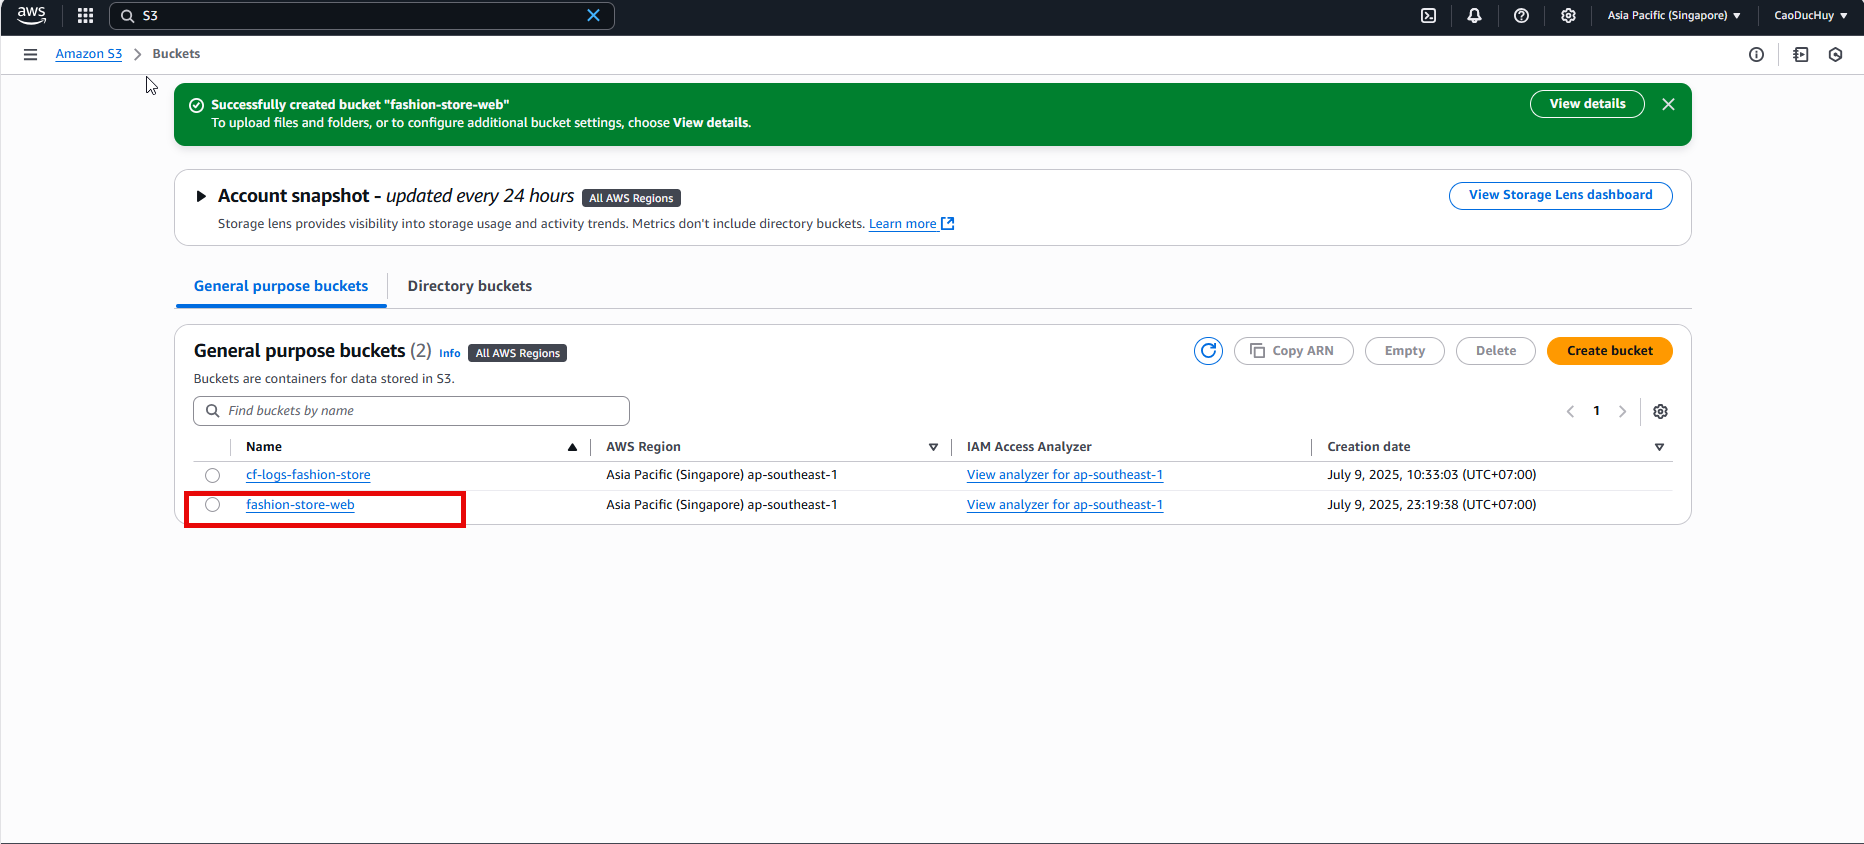 aws
S3
Asia Pacific (Singapore)
CaoDucHuy
Amazon S3 > Buckets
Successfully created bucket "fashion-store-web"
To upload files and folders, or to configure additional bucket settings, choose View details.
View details
Account snapshot - updated every 24 hours All AWS Regions
View Storage Lens dashboard
Storage lens provides visibility into storage usage and activity trends. Metrics don't include directory buckets. Learn more
General purpose buckets Directory buckets
General purpose buckets (2) Info All AWS Regions
Copy ARN Empty Delete Create bucket
Buckets are containers for data stored in S3.
Find buckets by name
1
Name AWS Region IAM Access Analyzer Creation date
cf-logs-fashion-store Asia Pacific (Singapore) ap-southeast-1 View analyzer for ap-southeast-1 July 9, 2025, 10:33:03 (UTC+07:00)
fashion-store-web Asia Pacific (Singapore) ap-southeast-1 View analyzer for ap-southeast-1 July 9, 2025, 23:19:38 (UTC+07:00)